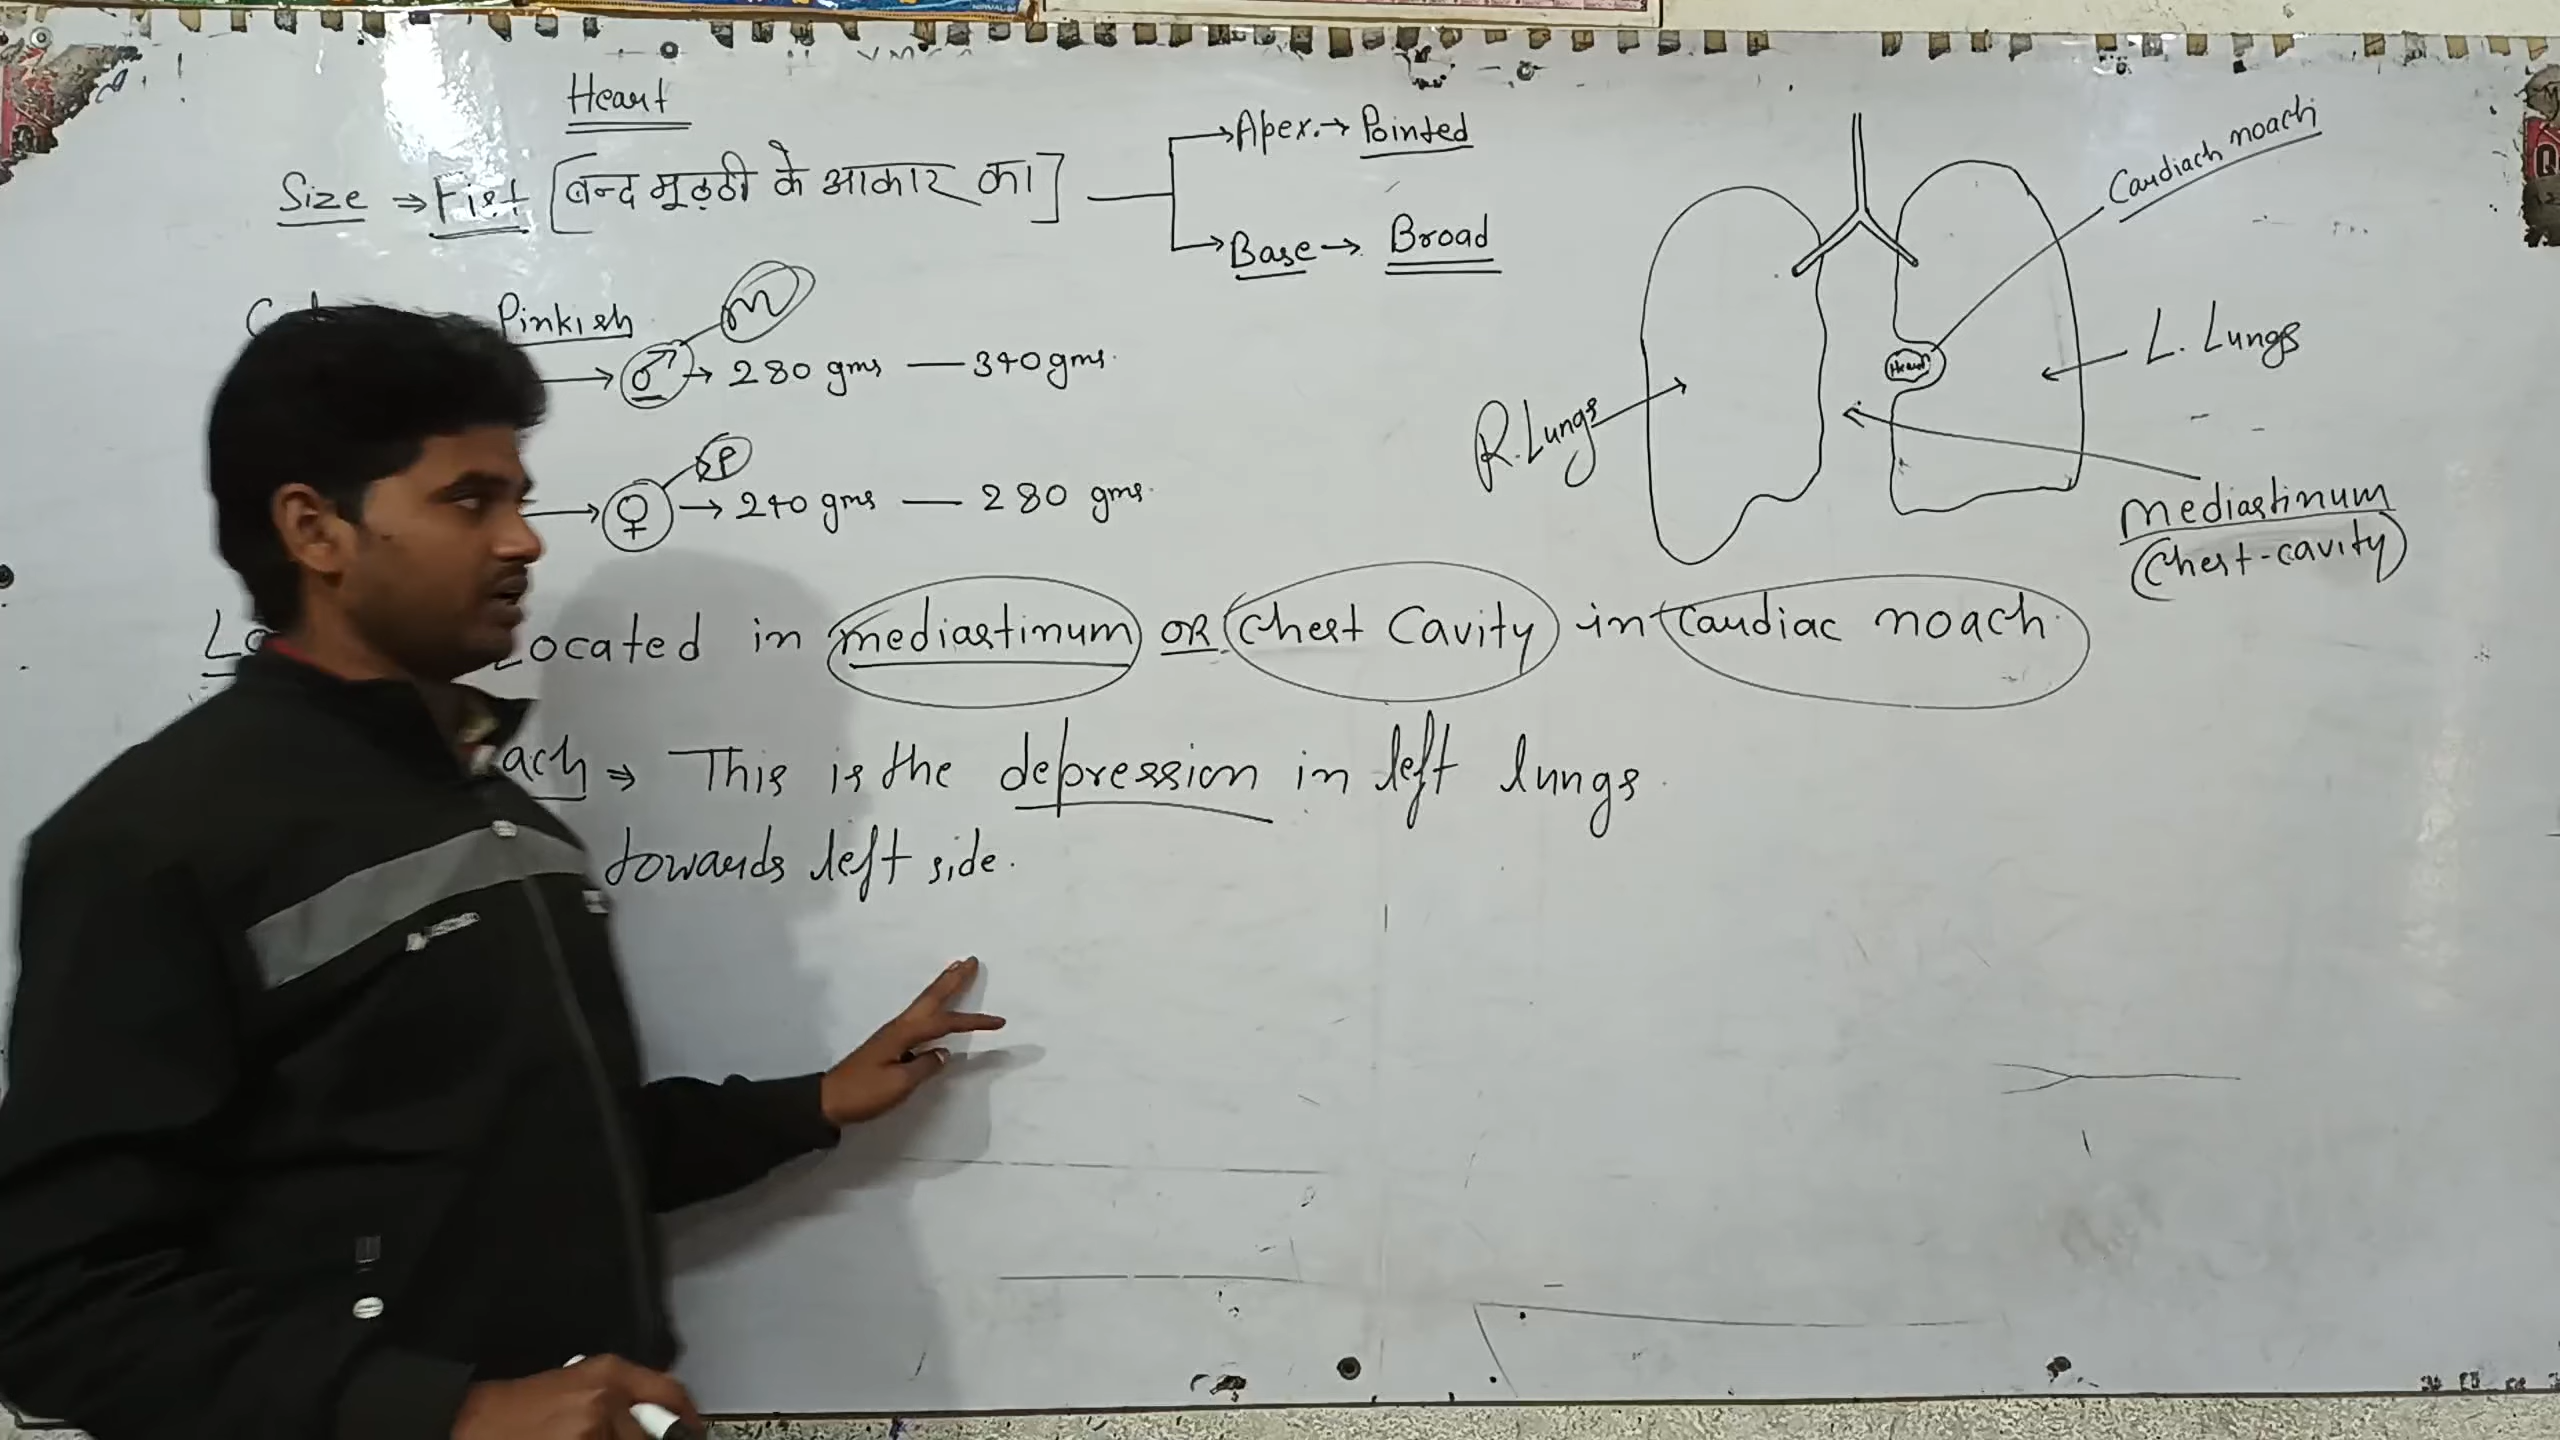 Heart
Size ⇒ Fist [बन्द मूठ्ठी के आकार का]
Apex. → Pointed
Base → Broad
Pinkish
M
→ ♂ → 280 gms — 340 gms.
P
→ ♀ → 240 gms — 280 gms.
Located in mediastinum OR Chest Cavity in Cardiac noach.
ach ⇒ This is the depression in left lungs.
towards left side.
Cardiach noach
Heart
L. Lungs
R. Lungs
mediastinum
(Chest-cavity)